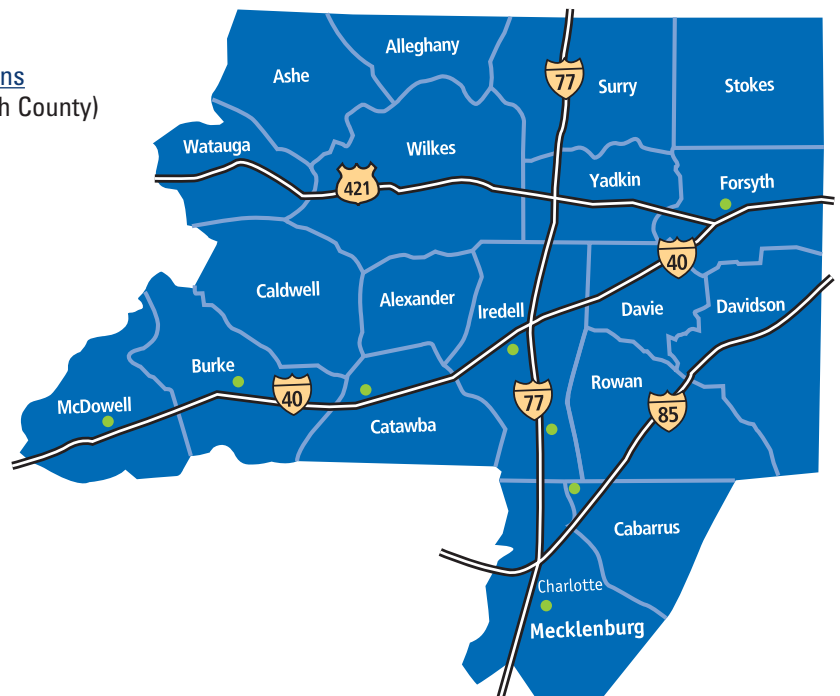 ns
h County)
Alleghany
Ashe
77
Surry
Stokes
Watauga
Wilkes
421
Yadkin
Forsyth
40
Caldwell
Alexander
Iredell
Davie
Davidson
Burke
40
McDowell
Catawba
77
Rowan
85
Cabarrus
Charlotte
Mecklenburg